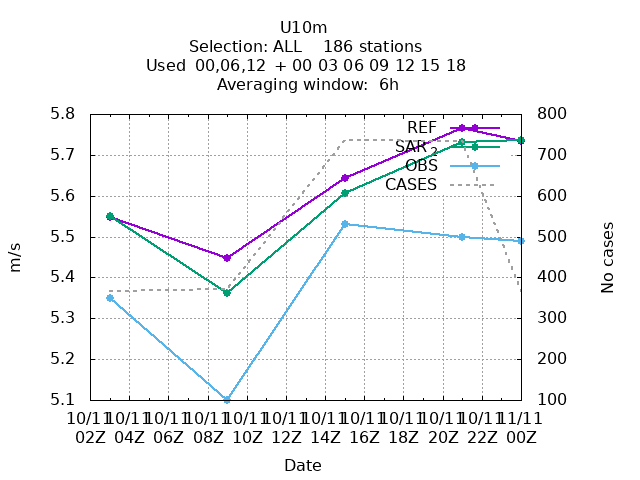 U10m
Selection: ALL 186 stations
Used 00,06,12 + 00 03 06 09 12 15 18
Averaging window: 6h
5.8
5.7
5.6
5.5
5.4
5.3
5.2
5.1
800
700
600
500
400
300
200
100
REF
SAR_2
OBS
CASES
m/s
No cases
10/11 10/11 10/11 10/11 10/11 10/11 10/11 10/11 10/11 10/11 10/11 11/11
02Z 04Z 06Z 08Z 10Z 12Z 14Z 16Z 18Z 20Z 22Z 00Z
Date